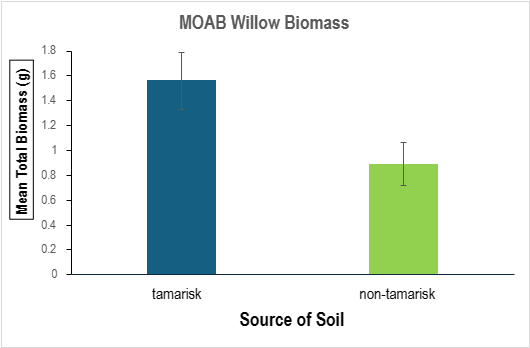 MOAB Willow Biomass
Mean Total Biomass (g)
1.8
1.6
1.4
1.2
1
0.8
0.6
0.4
0.2
0
tamarisk
non-tamarisk
Source of Soil